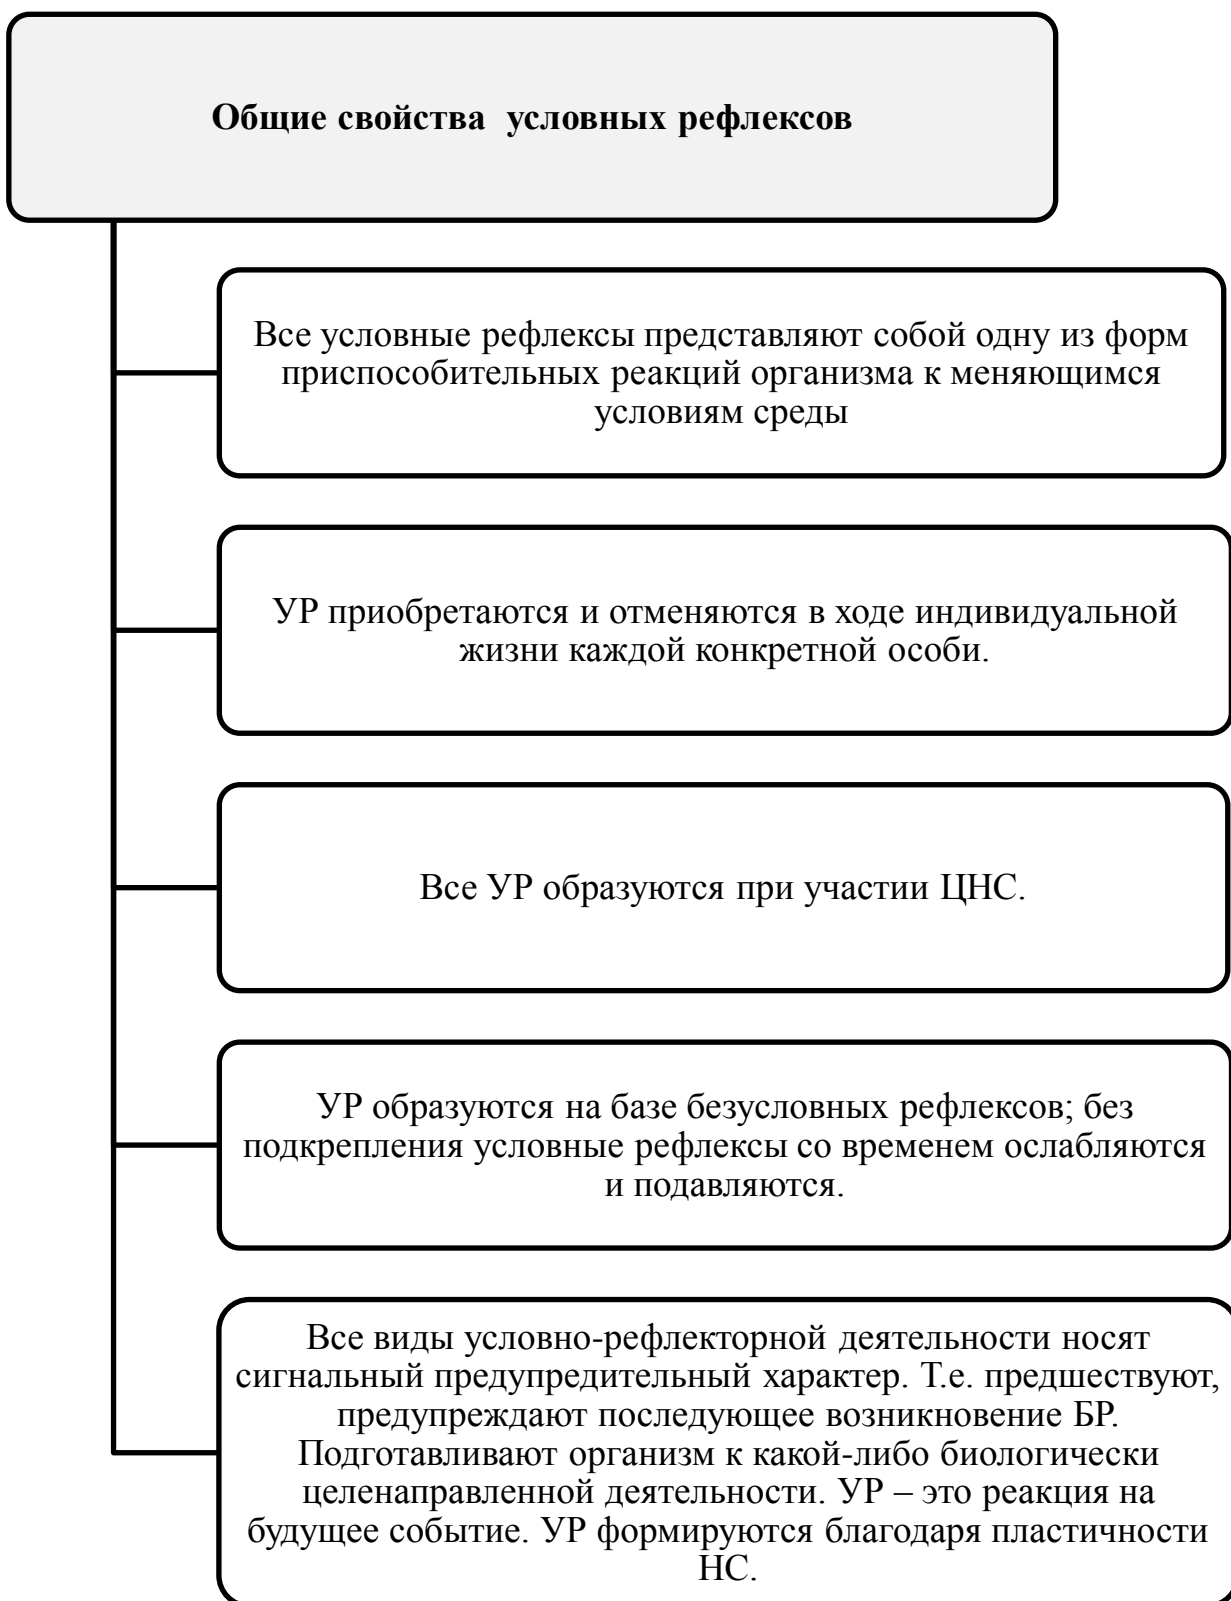 Общие свойства условных рефлексов
Все условные рефлексы представляют собой одну из форм
приспособительных реакций организма к меняющимся
условиям среды
УР приобретаются и отменяются в ходе индивидуальной
жизни каждой конкретной особи.
Все УР образуются при участии ЦНС.
УР образуются на базе безусловных рефлексов; без
подкрепления условные рефлексы со временем ослабляются
и подавляются.
Все виды условно-рефлекторной деятельности носят
сигнальный предупредительный характер. Т.е. предшествуют,
предупреждают последующее возникновение БР.
Подготавливают организм к какой-либо биологически
целенаправленной деятельности. УР – это реакция на
будущее событие. УР формируются благодаря пластичности
НС.